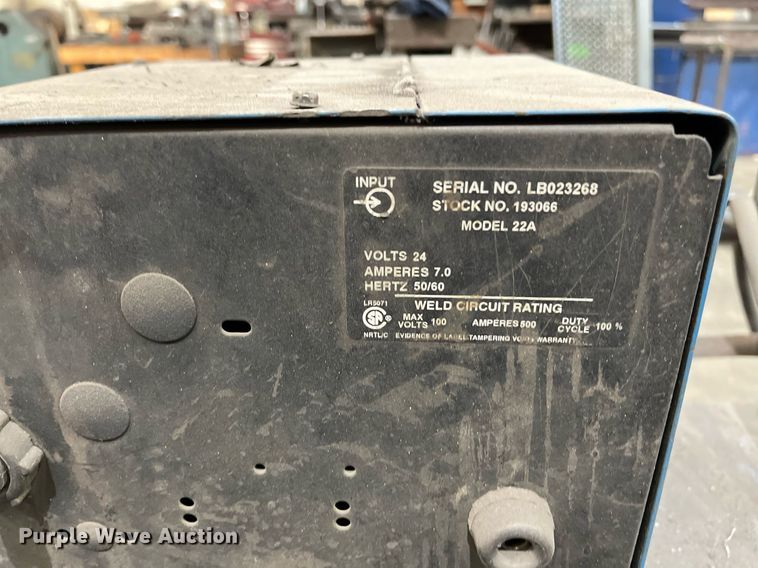 INPUT
SERIAL NO. LB023268
STOCK NO. 193066
MODEL 22A
VOLTS 24
AMPERES 7.0
HERTZ 50/60
WELD CIRCUIT RATING
LR5071
MAX VOLTS 100 AMPERES 500 DUTY CYCLE 100 %
NRTL/C EVIDENCE OF LABEL TAMPERING VOIDS WARRANTY
Purple Wave Auction